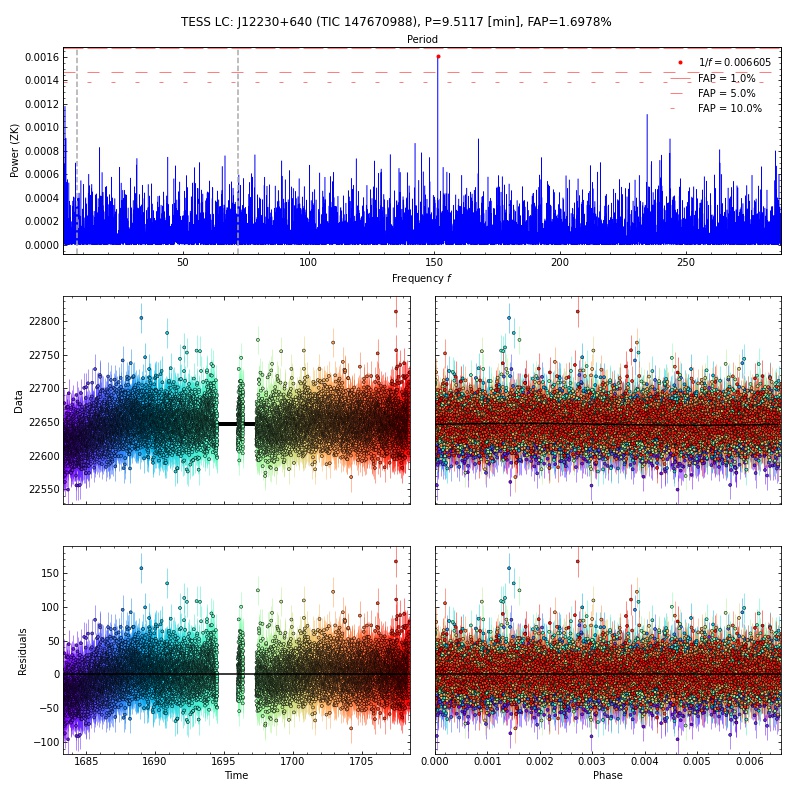 TESS LC: J12230+640 (TIC 147670988), P=9.5117 [min], FAP=1.6978%
Period
Power (ZK)
0.0016
0.0014
0.0012
0.0010
0.0008
0.0006
0.0004
0.0002
0.0000
1/f = 0.006605
FAP = 1.0%
FAP = 5.0%
FAP = 10.0%
50 100 150 200 250
Frequency f
Data
22800
22750
22700
22650
22600
22550
Residuals
150
100
50
0
−50
−100
1685 1690 1695 1700 1705
Time
0.000 0.001 0.002 0.003 0.004 0.005 0.006
Phase